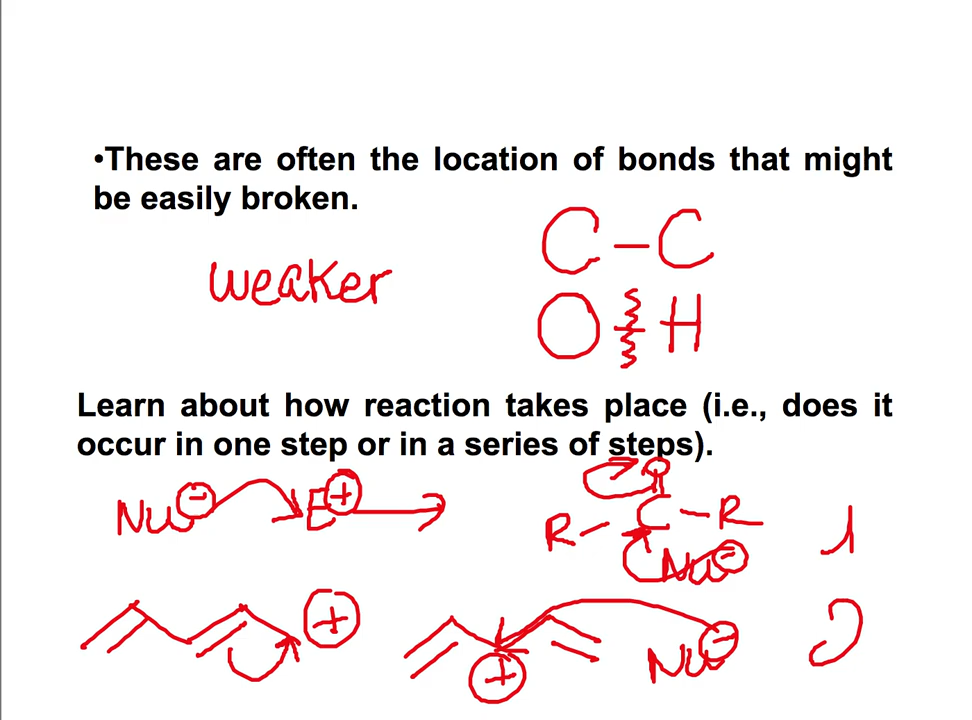 •These are often the location of bonds that might
be easily broken.
C – C
weaker
O H
Learn about how reaction takes place (i.e., does it
occur in one step or in a series of steps).
Nu⊖ E⊕ O
R – C – R 1
Nu⊖
⊕
Nu⊖
⊕